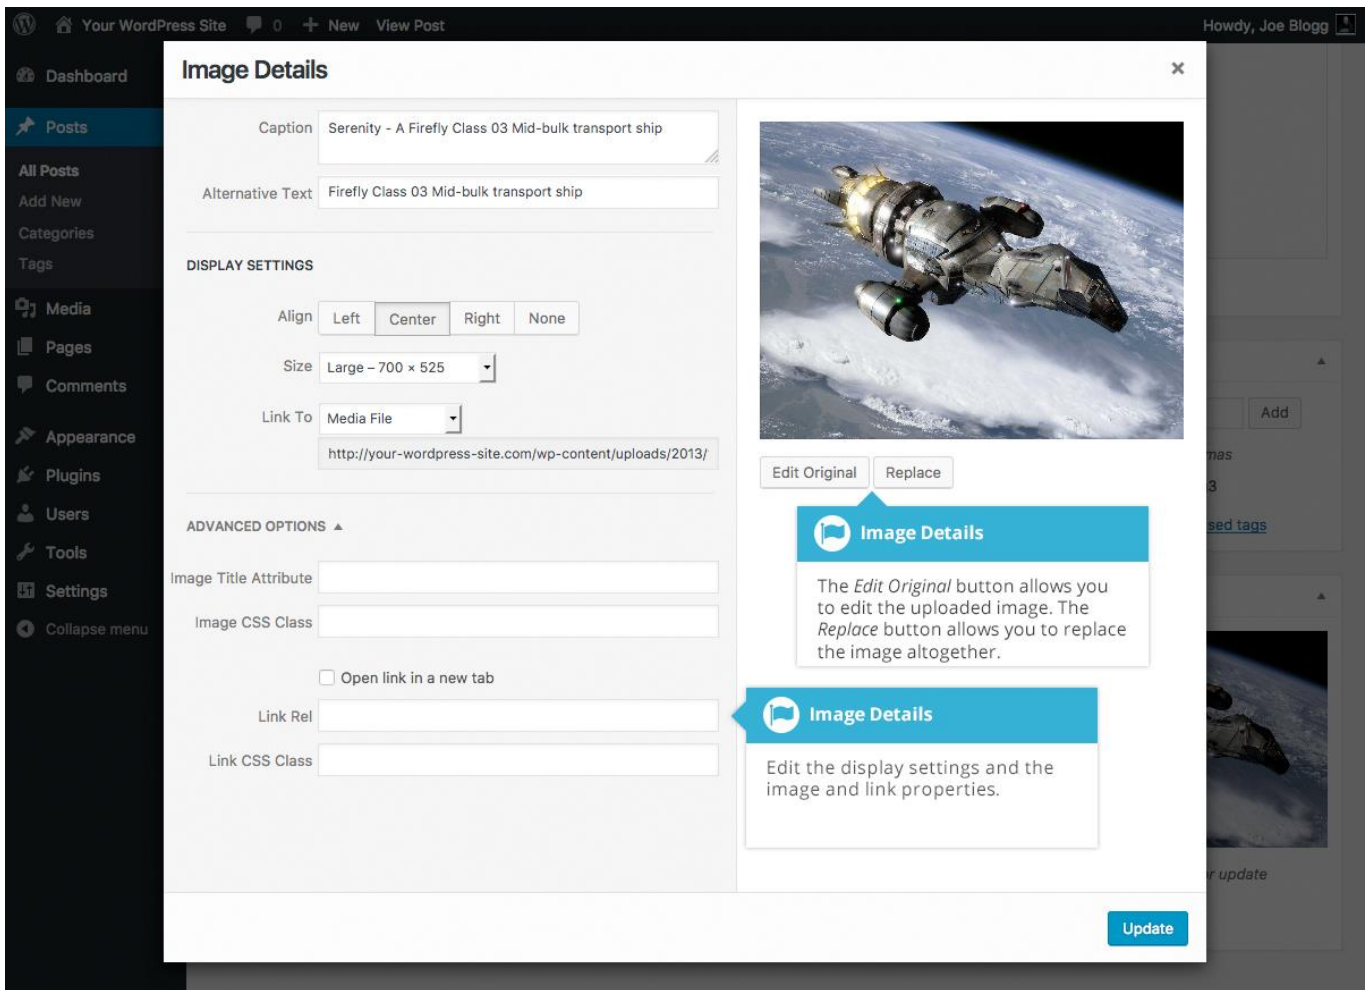 Your WordPress Site 0 New View Post Howdy, Joe Blogg
Dashboard
Posts
All Posts
Add New
Categories
Tags
Media
Pages
Comments
Appearance
Plugins
Users
Tools
Settings
Collapse menu
Image Details
Caption Serenity - A Firefly Class 03 Mid-bulk transport ship
Alternative Text Firefly Class 03 Mid-bulk transport ship
DISPLAY SETTINGS
Align Left Center Right None
Size Large – 700 × 525
Link To Media File
http://your-wordpress-site.com/wp-content/uploads/2013/
ADVANCED OPTIONS
Image Title Attribute
Image CSS Class
Open link in a new tab
Link Rel
Link CSS Class
Edit Original Replace
Image Details
The Edit Original button allows you
to edit the uploaded image. The
Replace button allows you to replace
the image altogether.
Image Details
Edit the display settings and the
image and link properties.
Update
Add
tags
update